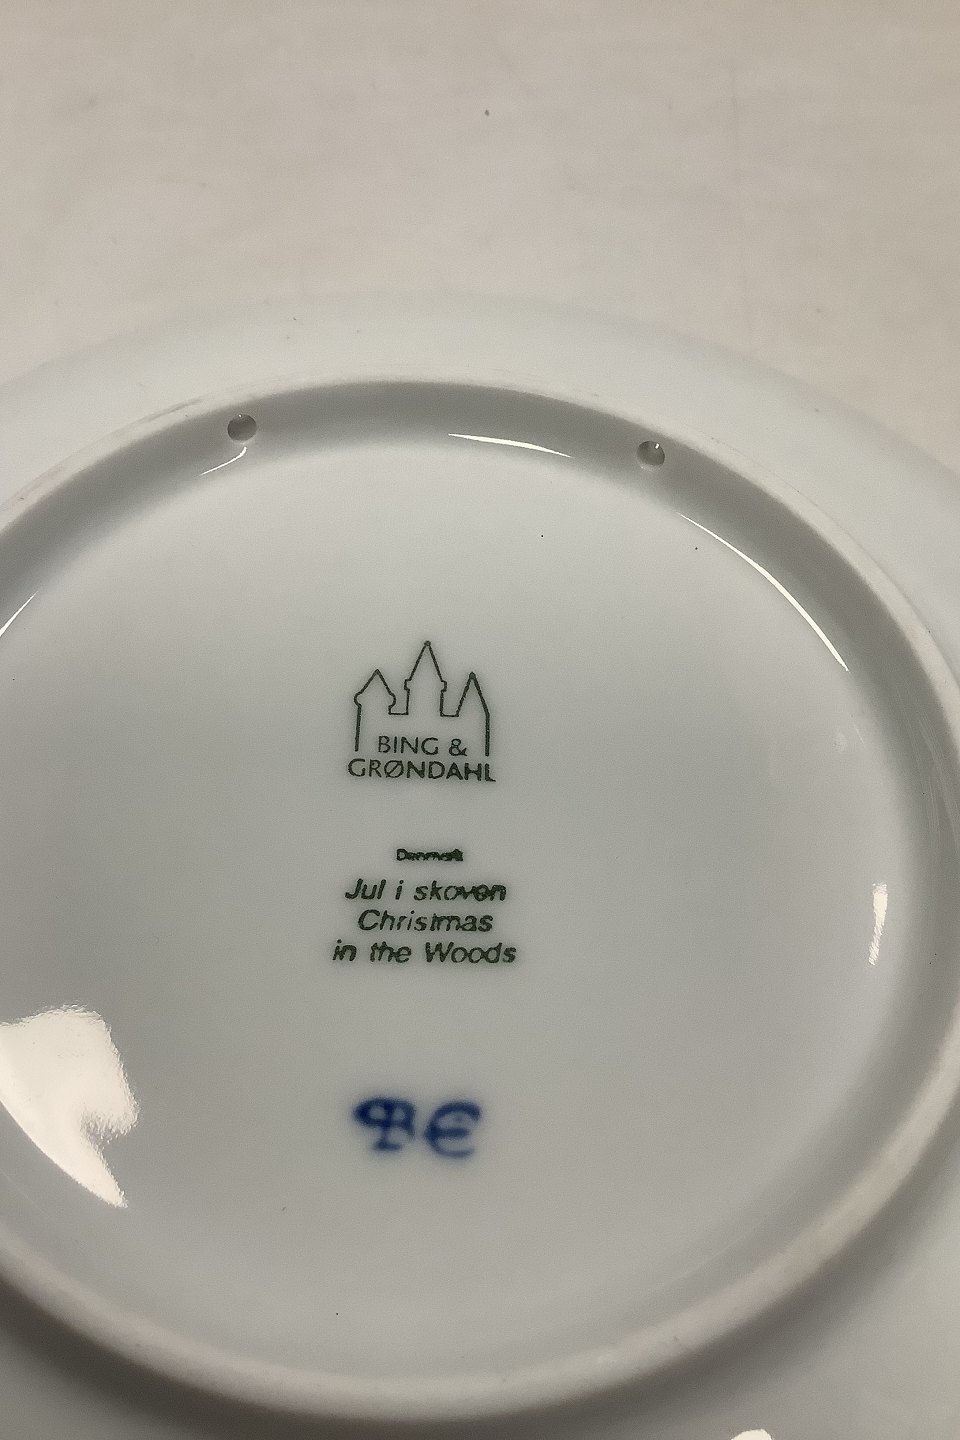 BING &
GRØNDAHL
Denmark
Jul i skoven
Christmas
in the Woods